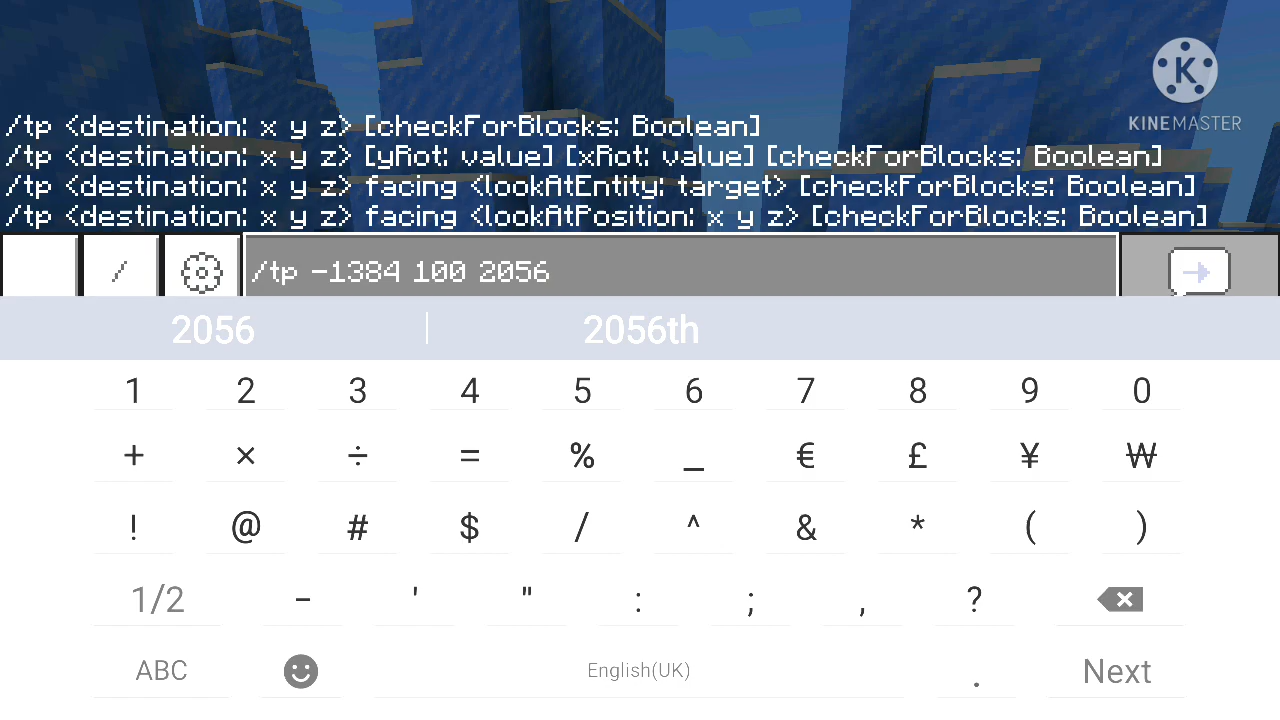 K
KINEMASTER
/tp <destination: x y z> [checkForBlocks: Boolean]
/tp <destination: x y z> [yRot: value] [xRot: value] [checkForBlocks: Boolean]
/tp <destination: x y z> facing <lookAtEntity: target> [checkForBlocks: Boolean]
/tp <destination: x y z> facing <lookAtPosition: x y z> [checkForBlocks: Boolean]
/ /tp -1384 100 2056
2056 2056th
1 2 3 4 5 6 7 8 9 0
+ × ÷ = % _ € £ ¥ ₩
! @ # $ / ^ & * ( )
1/2 - ' " : ; , ?
ABC English(UK) . Next